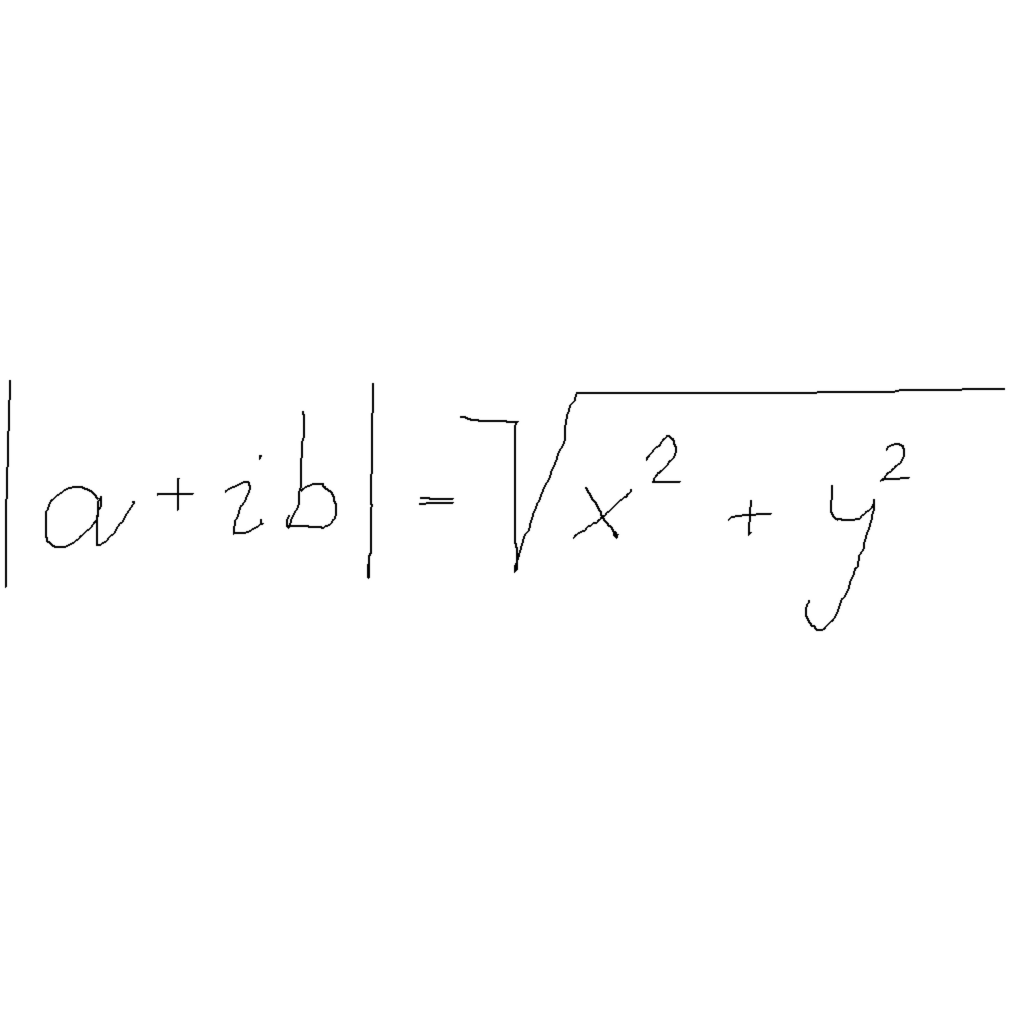 |a + ib| = √(x² + y²)